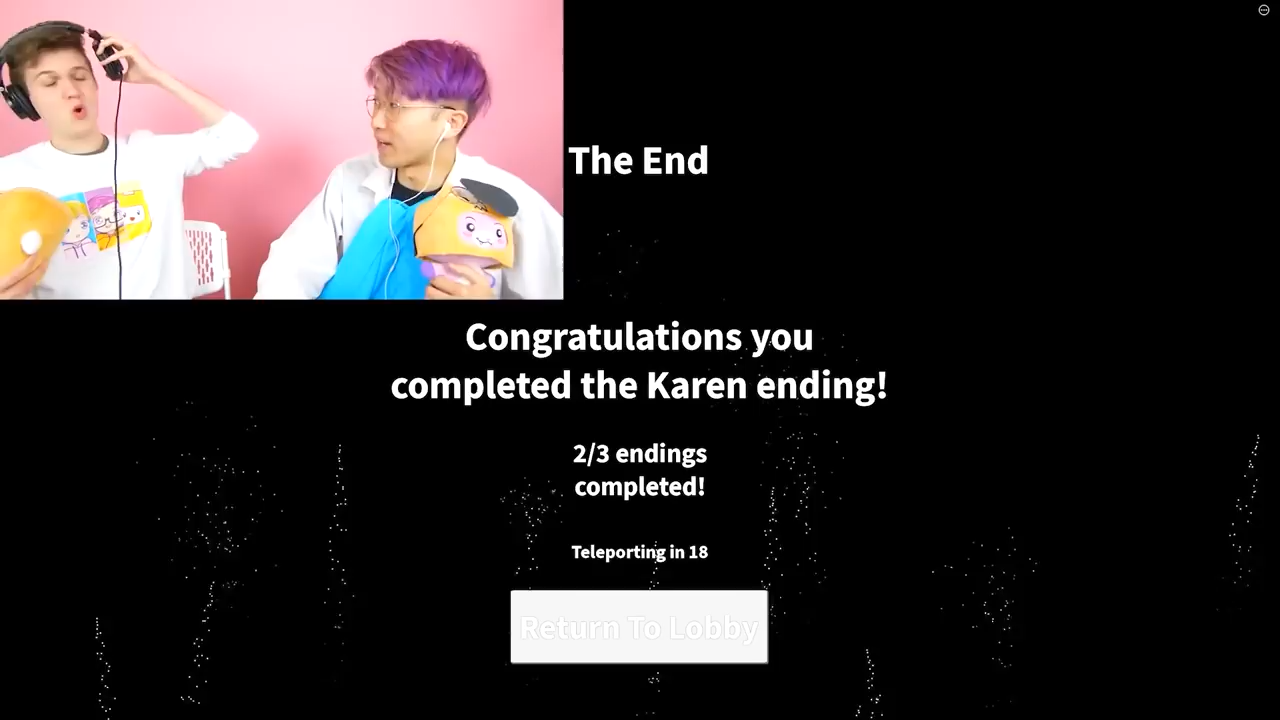 The End
Congratulations you
completed the Karen ending!
2/3 endings
completed!
Teleporting in 18
Return To Lobby